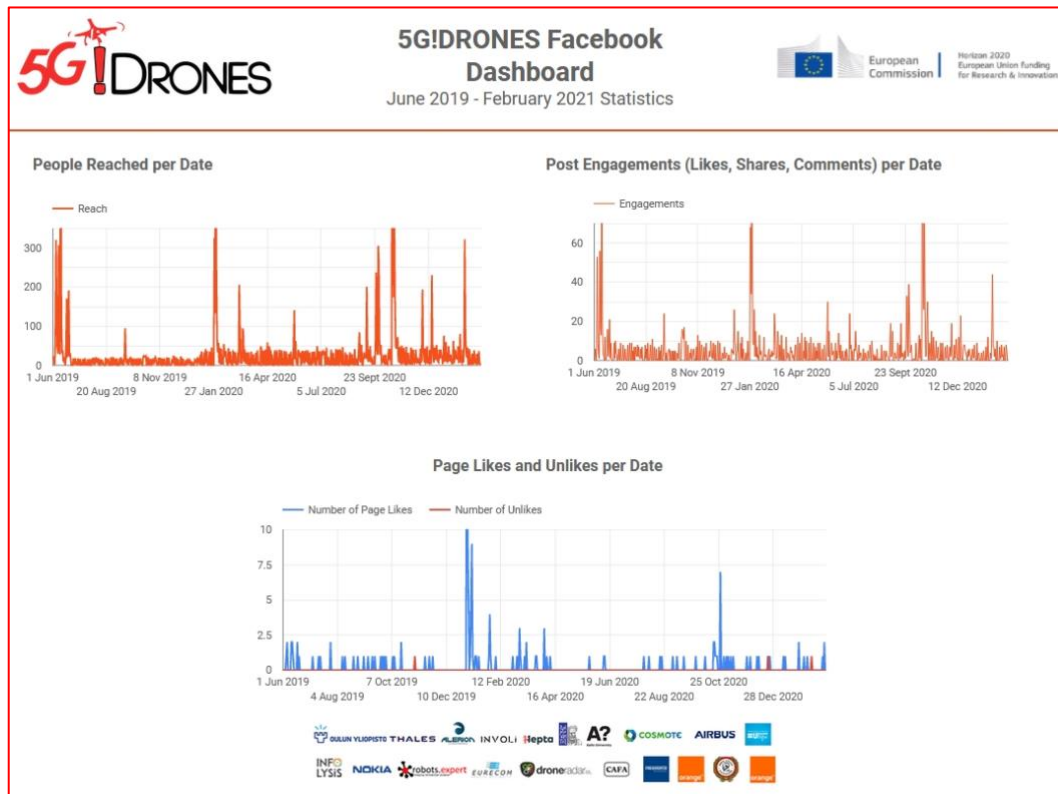 5G!DRONES
5G!DRONES Facebook
Dashboard
June 2019 - February 2021 Statistics
European
Commission
Horizon 2020
European Union funding
for Research & Innovation
People Reached per Date
Reach
300
200
100
0
1 Jun 2019
8 Nov 2019
16 Apr 2020
23 Sept 2020
20 Aug 2019
27 Jan 2020
5 Jul 2020
12 Dec 2020
Post Engagements (Likes, Shares, Comments) per Date
Engagements
60
40
20
0
1 Jun 2019
8 Nov 2019
16 Apr 2020
23 Sept 2020
20 Aug 2019
27 Jan 2020
5 Jul 2020
12 Dec 2020
Page Likes and Unlikes per Date
Number of Page Likes
Number of Unlikes
10
7.5
5
2.5
0
1 Jun 2019
7 Oct 2019
12 Feb 2020
19 Jun 2020
25 Oct 2020
4 Aug 2019
10 Dec 2019
16 Apr 2020
22 Aug 2020
28 Dec 2020
OULUN YLIOPISTO THALES ALERION INVOLI Hepta A? COSMOTE AIRBUS
INFO
LYSIS
NOKIA robots.expert EURECOM droneradar CAFA orange orange